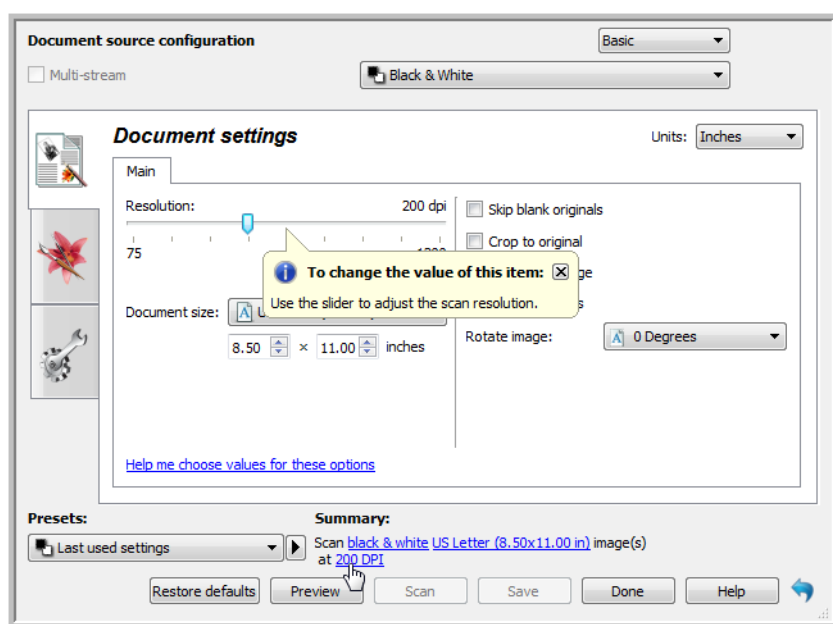 Document source configuration
Basic
Multi-stream
Black & White
Document settings
Units: Inches
Main
Resolution: 200 dpi
Skip blank originals
Crop to original
75
To change the value of this item:
Use the slider to adjust the scan resolution.
Document size:
Rotate image: 0 Degrees
8.50 × 11.00 inches
Help me choose values for these options
Presets:
Summary:
Last used settings
Scan black & white US Letter (8.50x11.00 in) image(s)
at 200 DPI
Restore defaults Preview Scan Save Done Help